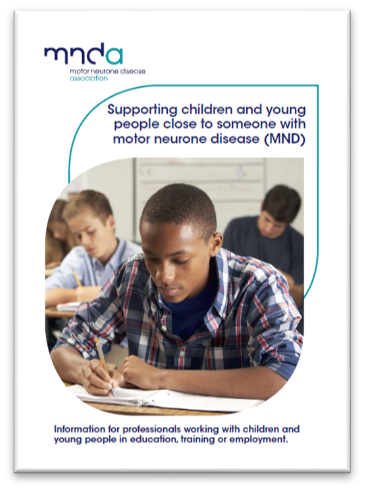 mnda
motor neurone disease
association
Supporting children and young
people close to someone with
motor neurone disease (MND)
Information for professionals working with children and
young people in education, training or employment.